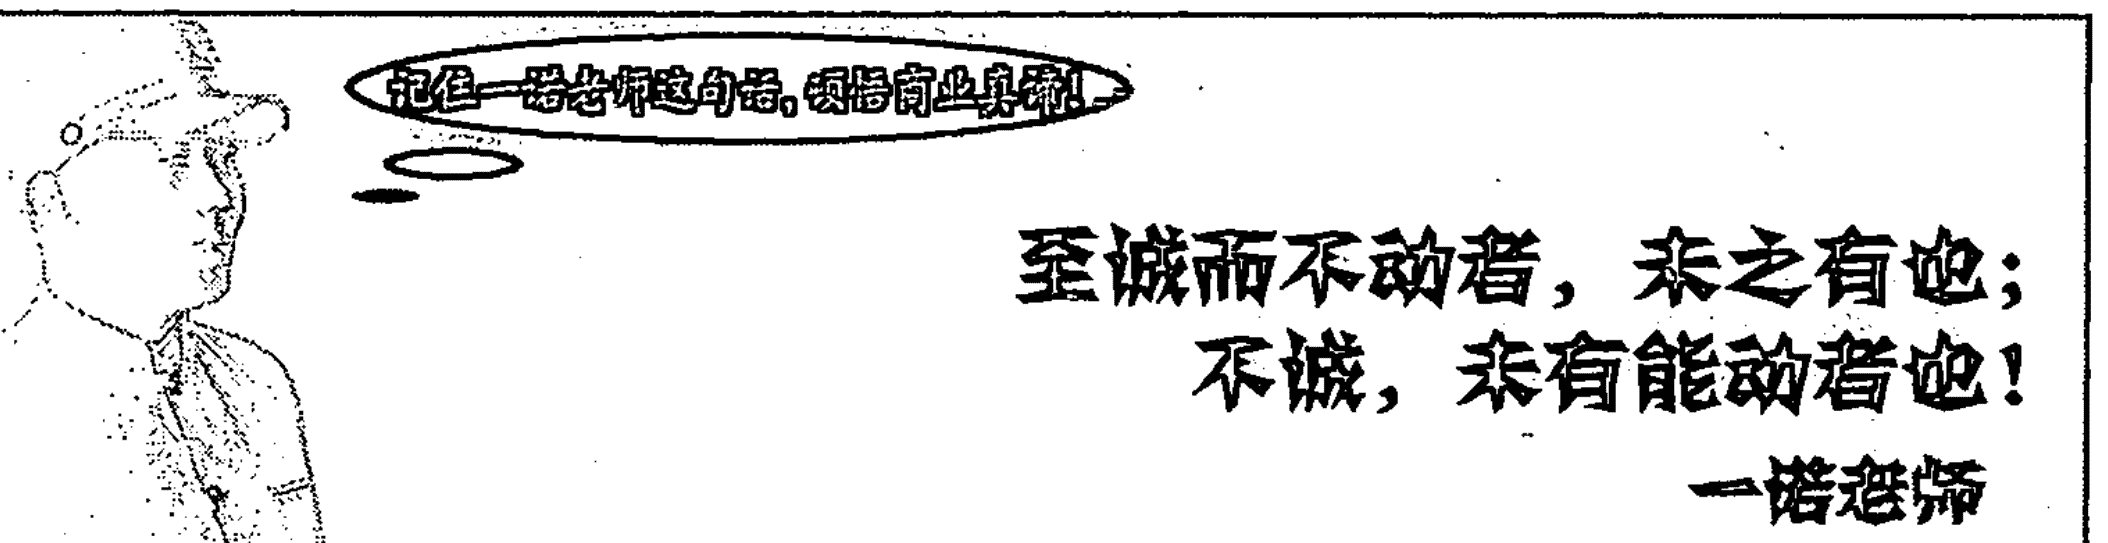 记住一诺老师这句话,领悟商业真谛!
至诚而不动者，未之有也；
不诚，未有能动者也！
一诺老师